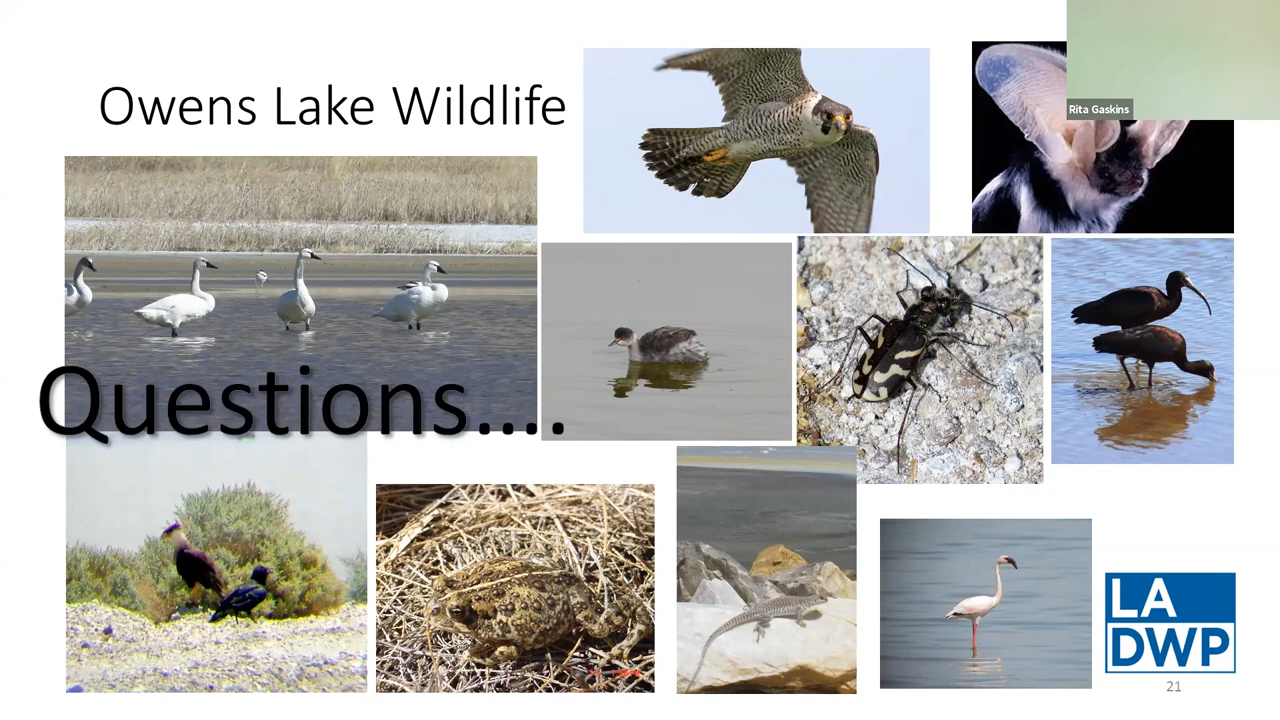 Owens Lake Wildlife
Rita Gaskins
Questions....
LA
DWP
21